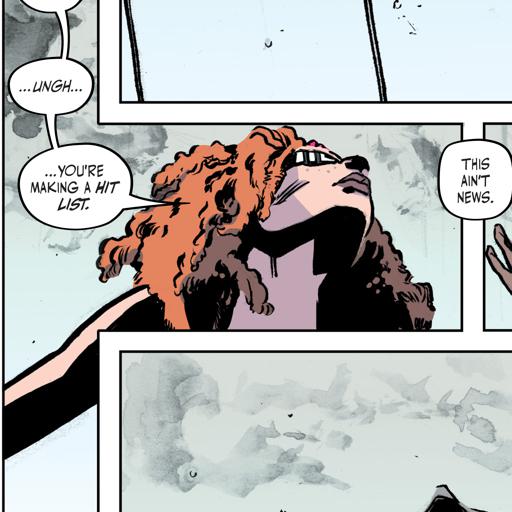 ...UNGH...
...YOU'RE
MAKING A HIT
LIST.
THIS
AIN'T
NEWS.